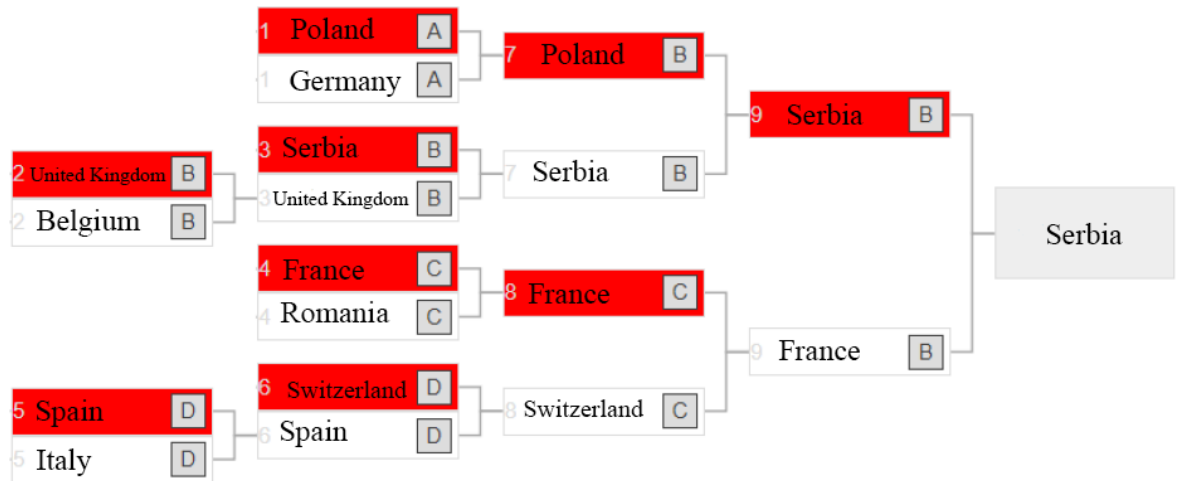 1 Poland A
1 Germany A
7 Poland B
9 Serbia B
3 Serbia B
2 United Kingdom B
7 Serbia B
3 United Kingdom B
2 Belgium B
Serbia
4 France C
8 France C
4 Romania C
9 France B
6 Switzerland D
5 Spain D
8 Switzerland C
6 Spain D
5 Italy D